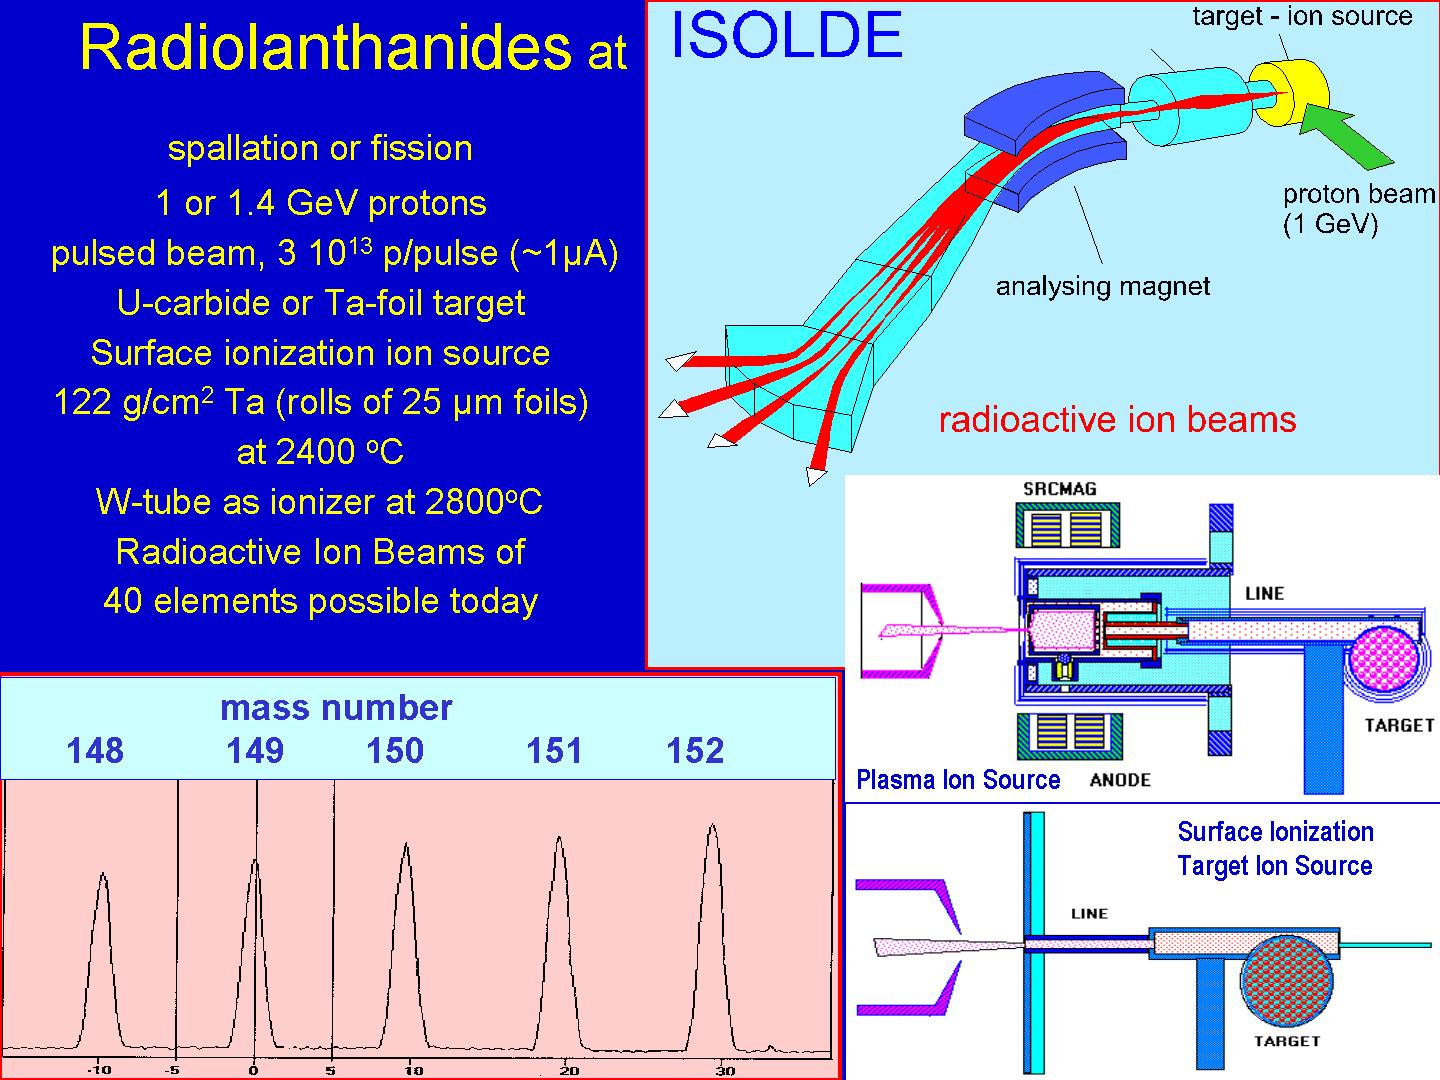 Radiolanthanides at
spallation or fission
1 or 1.4 GeV protons
pulsed beam, 3 10¹³ p/pulse (~1µA)
U-carbide or Ta-foil target
Surface ionization ion source
122 g/cm² Ta (rolls of 25 µm foils)
at 2400 ºC
W-tube as ionizer at 2800ºC
Radioactive Ion Beams of
40 elements possible today
ISOLDE
target - ion source
proton beam
(1 GeV)
analysing magnet
radioactive ion beams
SRCMAG
LINE
TARGET
Plasma Ion Source
ANODE
Surface Ionization
Target Ion Source
LINE
TARGET
mass number
148 149 150 151 152
-10 -5 0 5 10 20 30